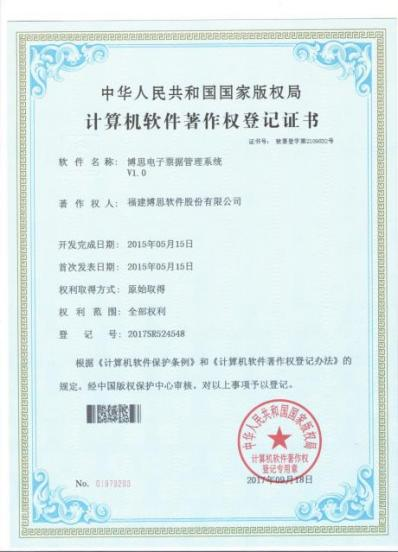 中华人民共和国国家版权局
计算机软件著作权登记证书
证书号： 软著登字第2109832号
软件名称： 博思电子票据管理系统
V1.0
著作权人： 福建博思软件股份有限公司
开发完成日期： 2015年05月15日
首次发表日期： 2015年05月15日
权利取得方式： 原始取得
权利范围： 全部权利
登记号： 2017SR524548
根据《计算机软件保护条例》和《计算机软件著作权登记办法》的
规定，经中国版权保护中心审核，对以上事项予以登记。
中华人民共和国国家版权局
计算机软件著作权
登记专用章
No. 01979203
2017年09月18日